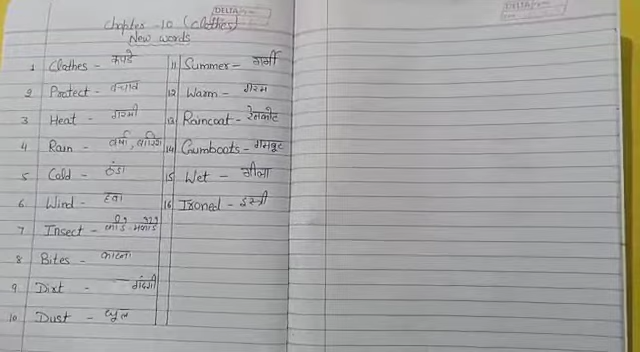 DELTA
Chapter - 10 (Clothes)
New words
1 Clothes - कपडे
2 Protect - बचाव
3 Heat - गरमी
4 Rain - वर्षा, बारिश
5 Cold - ठंडा
6 Wind - हवा
7 Insect - कीडे मकोडे
8 Bites - काटना
9 Dirt - गंदगी
10 Dust - धूल
11 Summer - गर्मी
12 Warm - गरम
13 Raincoat - रेनकोट
14 Gumboots - गमबूट
15 Wet - गीला
16 Ironed - इस्त्री
DELTA